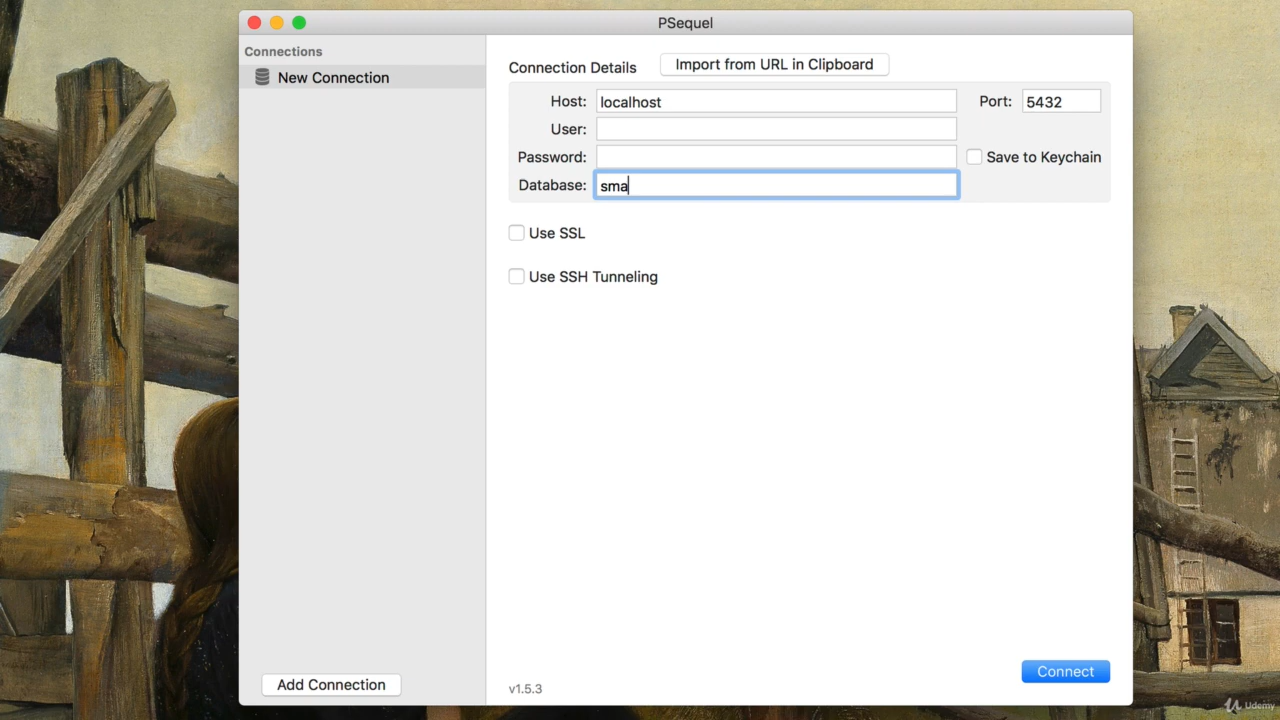 PSequel
Connections
New Connection
Connection Details
Import from URL in Clipboard
Host: localhost Port: 5432
User:
Password: Save to Keychain
Database: sma
Use SSL
Use SSH Tunneling
Connect
Add Connection
v1.5.3
Udemy